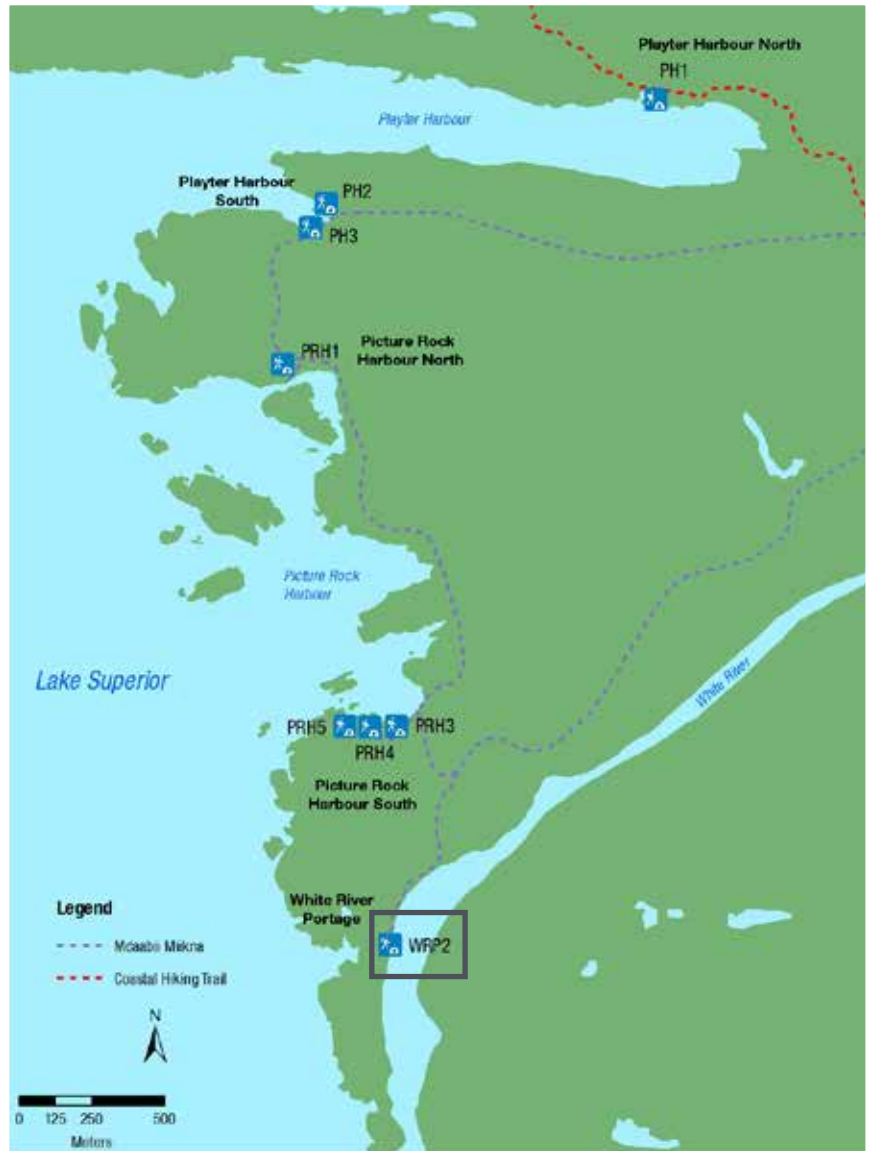 Playter Harbour North
PH1
Playter Harbour
Playter Harbour
South
PH2
PH3
PRH1
Picture Rock
Harbour North
Picture Rock
Harbour
Lake Superior
White River
PRH5
PRH4
PRH3
Picture Rock
Harbour South
White River
Portage
WRP2
Legend
Mdaabii Miikna
Coastal Hiking Trail
N
0 125 250 500
Meters